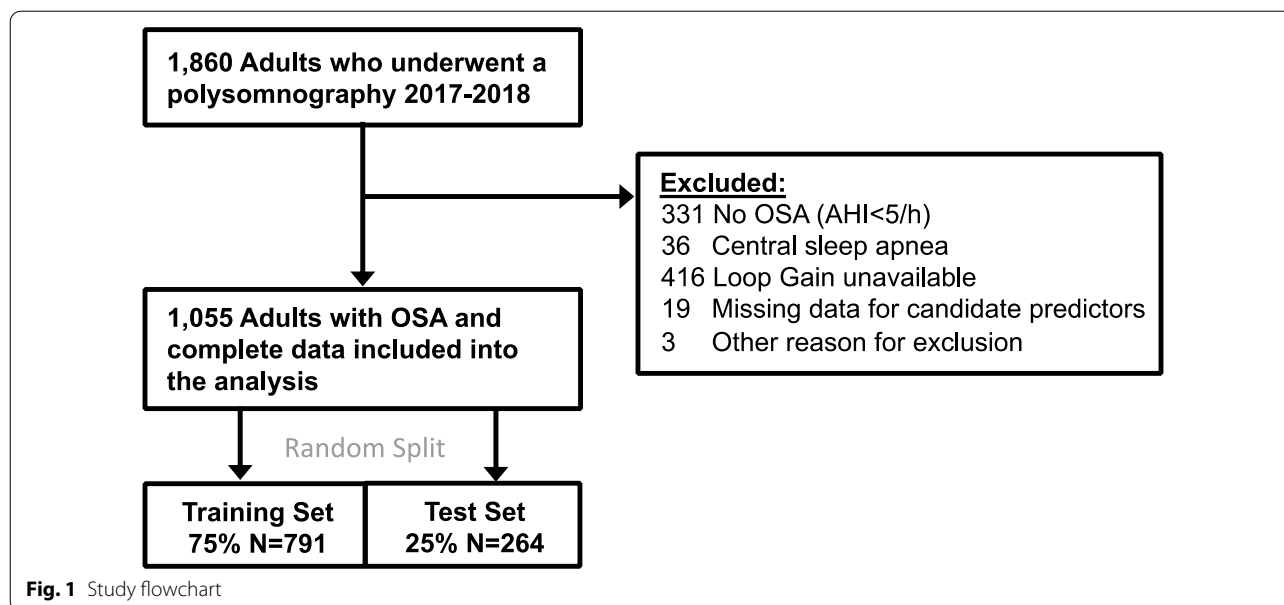 1,860 Adults who underwent a
polysomnography 2017-2018
Excluded:
331 No OSA (AHI<5/h)
36 Central sleep apnea
416 Loop Gain unavailable
19 Missing data for candidate predictors
3 Other reason for exclusion
1,055 Adults with OSA and
complete data included into
the analysis
Random Split
Training Set
75% N=791
Test Set
25% N=264
Fig. 1 Study flowchart